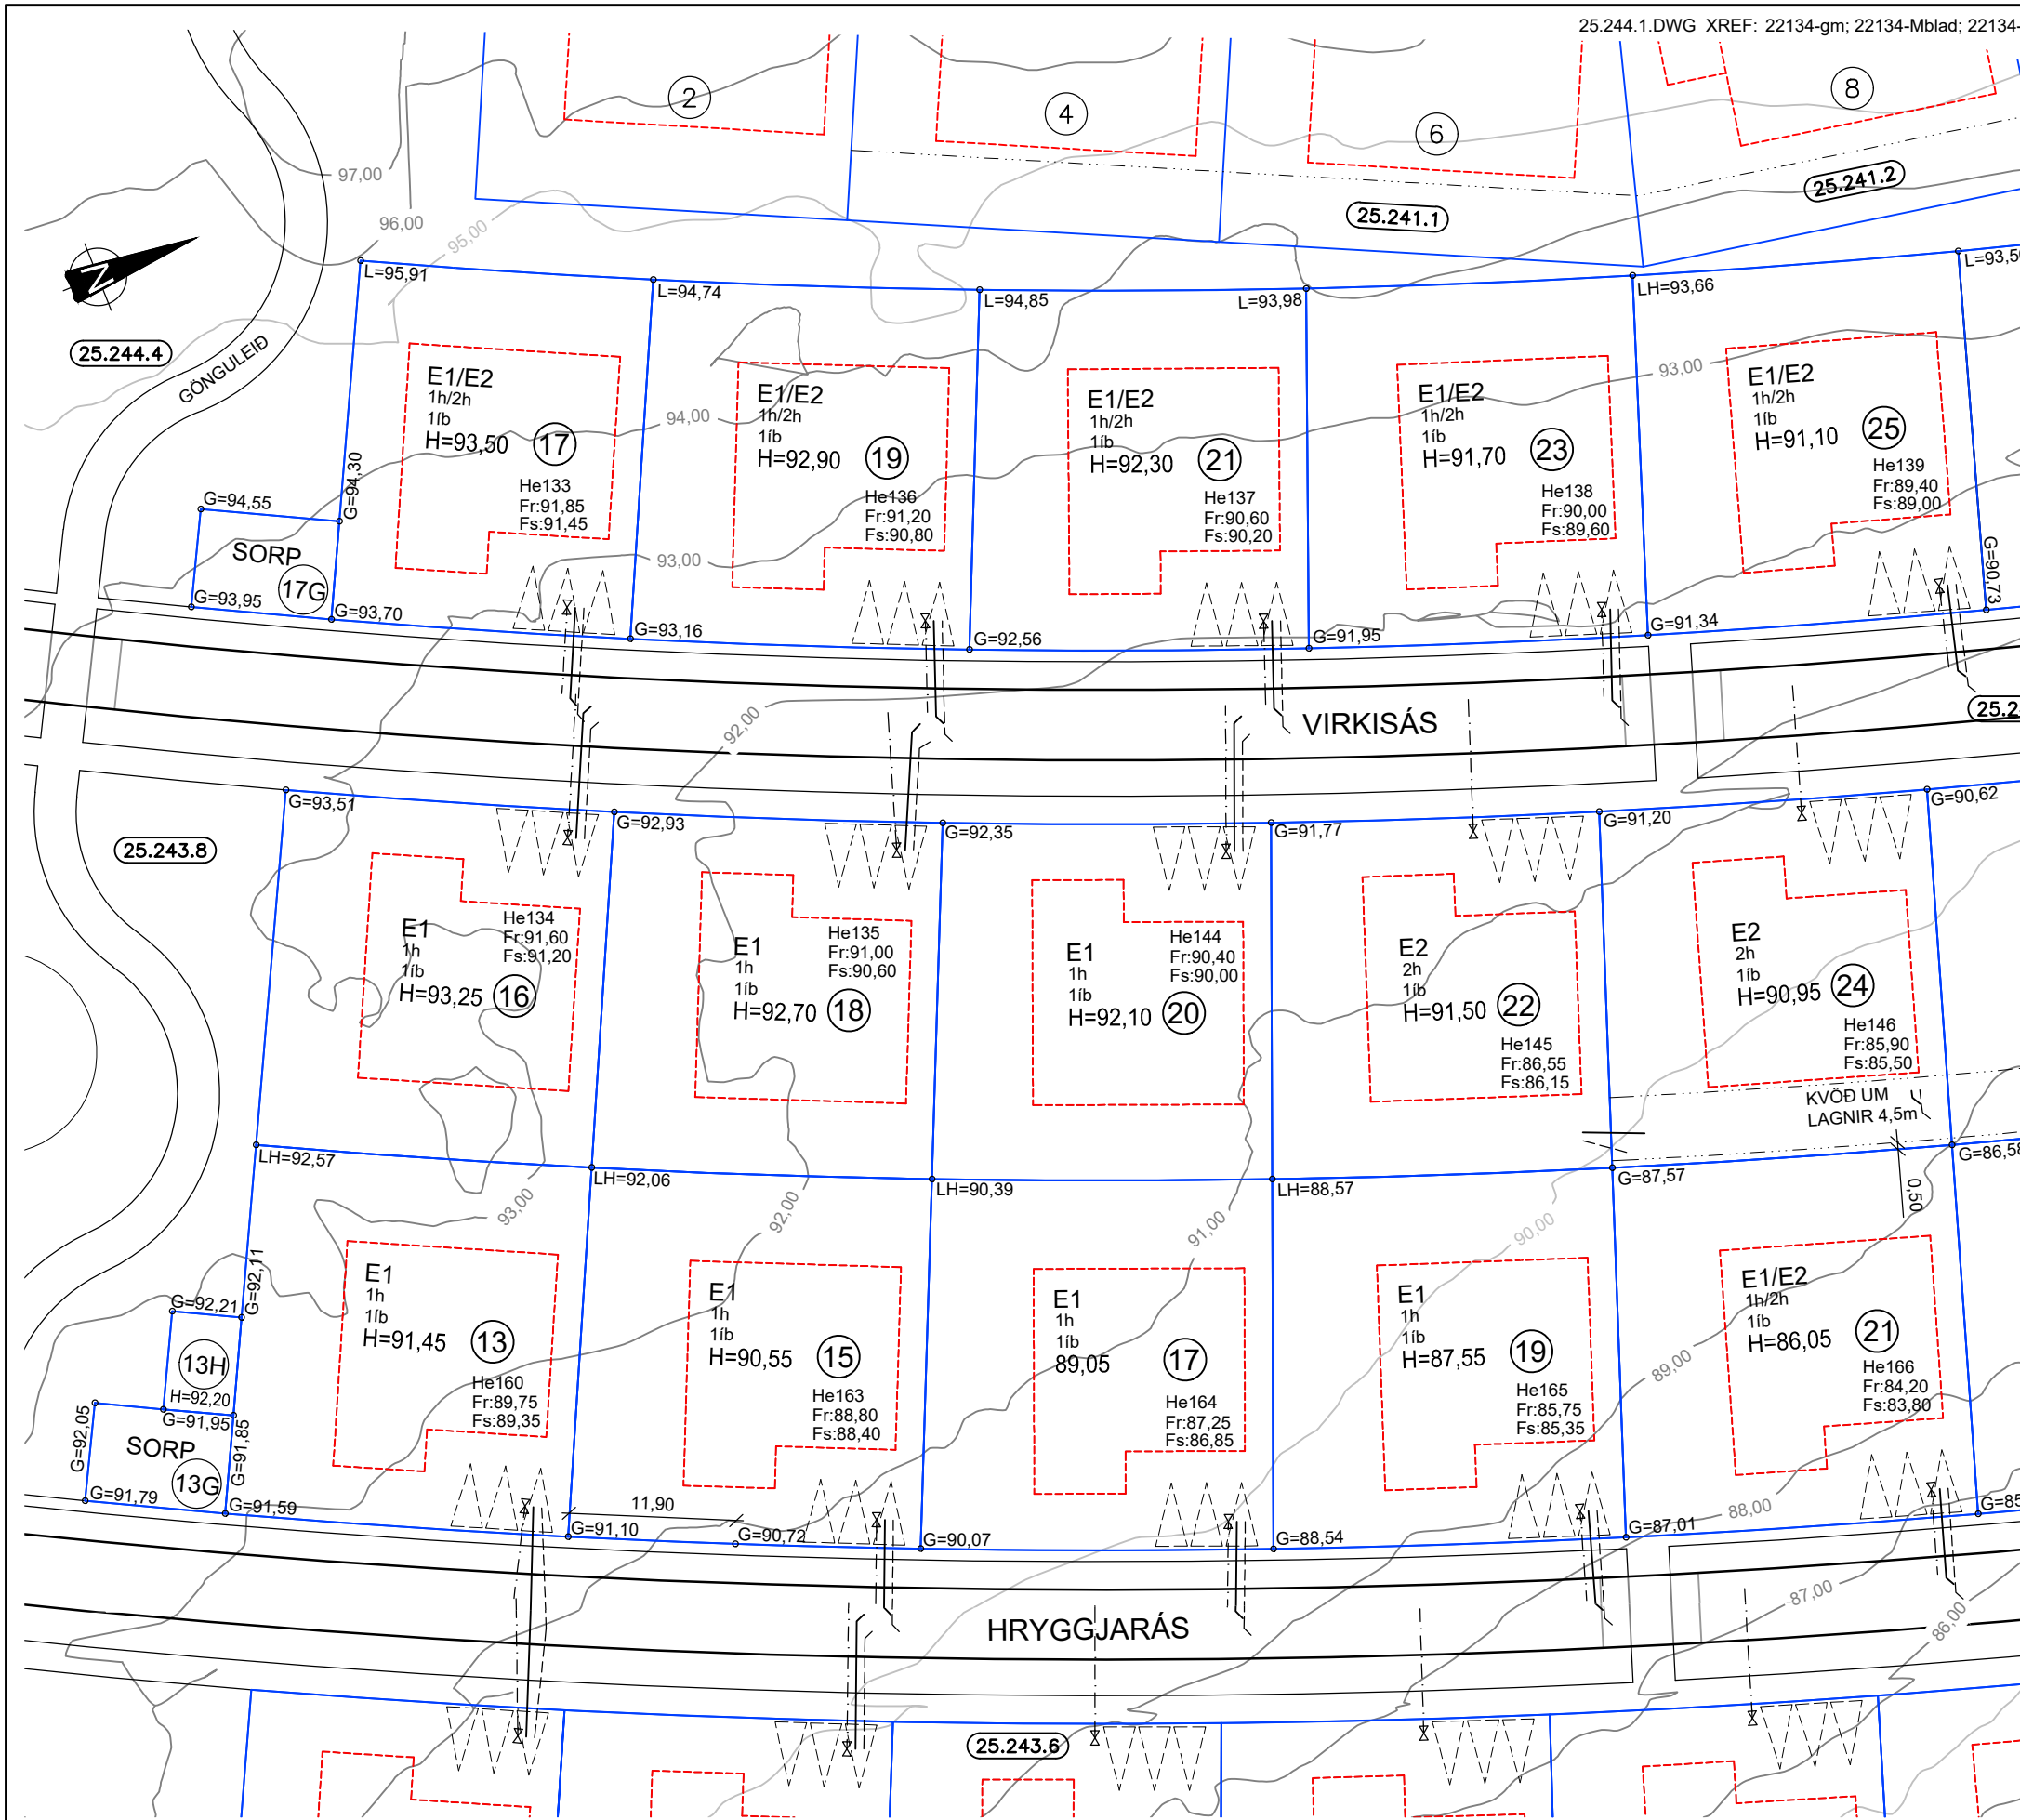 25.244.1.DWG XREF: 22134-gm; 22134-Mblad; 22134-
2
4
6
8
97,00
96,00
95,00
25.241.1
25.241.2
N
25.244.4
GÖNGULEIÐ
L=95,91
L=94,74
L=94,85
L=93,98
LH=93,66
E1/E2
1h/2h
1íb
H=93,50
17
He133
Fr:91,85
Fs:91,45
94,00
E1/E2
1h/2h
1íb
H=92,90
19
He136
Fr:91,20
Fs:90,80
E1/E2
1h/2h
1íb
H=92,30
21
He137
Fr:90,60
Fs:90,20
E1/E2
1h/2h
1íb
H=91,70
23
He138
Fr:90,00
Fs:89,60
93,00
E1/E2
1h/2h
1íb
H=91,10
25
He139
Fr:89,40
Fs:89,00
G=94,55
G=94,30
SORP
17G
93,00
G=93,95
G=93,70
G=93,16
G=92,56
G=91,95
G=91,34
G=90,73
92,00
VIRKISÁS
25.243.8
G=93,51
G=92,93
G=92,35
G=91,77
G=91,20
G=90,62
E1
1h
1íb
H=93,25
16
He134
Fr:91,60
Fs:91,20
E1
1h
1íb
H=92,70
18
He135
Fr:91,00
Fs:90,60
E1
1h
1íb
H=92,10
20
He144
Fr:90,40
Fs:90,00
E2
2h
1íb
H=91,50
22
He145
Fr:86,55
Fs:86,15
E2
2h
1íb
H=90,95
24
He146
Fr:85,90
Fs:85,50
KVÖÐ UM
LAGNIR 4,5m
LH=92,57
LH=92,06
LH=90,39
LH=88,57
G=87,57
0,50
93,00
92,00
91,00
90,00
G=92,11
G=92,21
13H
H=92,20
G=91,95
G=92,05
SORP
13G
G=91,85
G=91,79
G=91,59
E1
1h
1íb
H=91,45
13
He160
Fr:89,75
Fs:89,35
E1
1h
1íb
H=90,55
15
He163
Fr:88,80
Fs:88,40
E1
1h
1íb
89,05
17
He164
Fr:87,25
Fs:86,85
E1
1h
1íb
H=87,55
19
He165
Fr:85,75
Fs:85,35
89,00
E1/E2
1h/2h
1íb
H=86,05
21
He166
Fr:84,20
Fs:83,80
11,90
G=91,10
G=90,72
G=90,07
G=88,54
G=87,01
88,00
87,00
86,00
HRYGGJARÁS
25.243.6